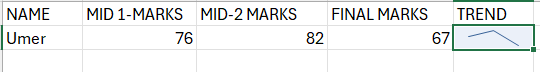 NAME MID 1-MARKS MID-2 MARKS FINAL MARKS TREND
Umer 76 82 67